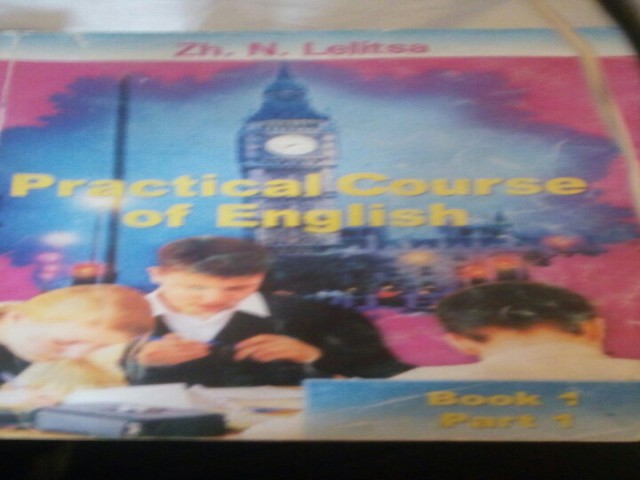 Zh. N. Lelitsa
Practical Course
of English
Book 1
Part 1